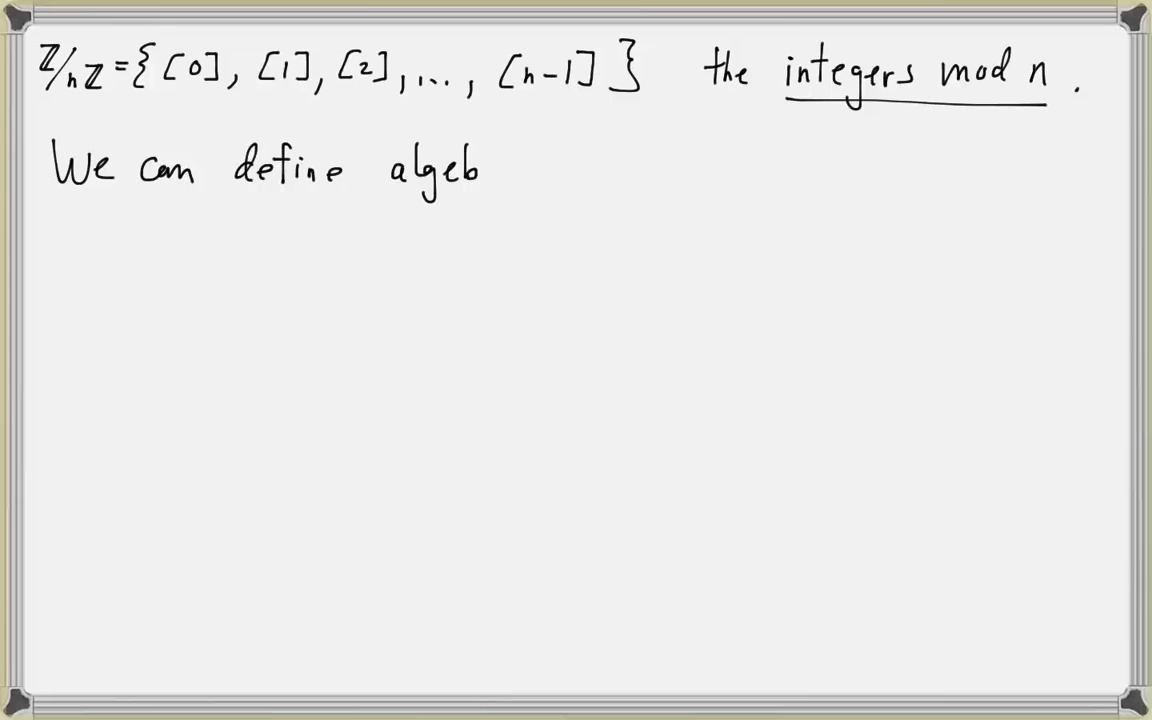 ℤ/nℤ = { [0], [1], [2], ..., [n-1] } the integers mod n.
We can define algeb